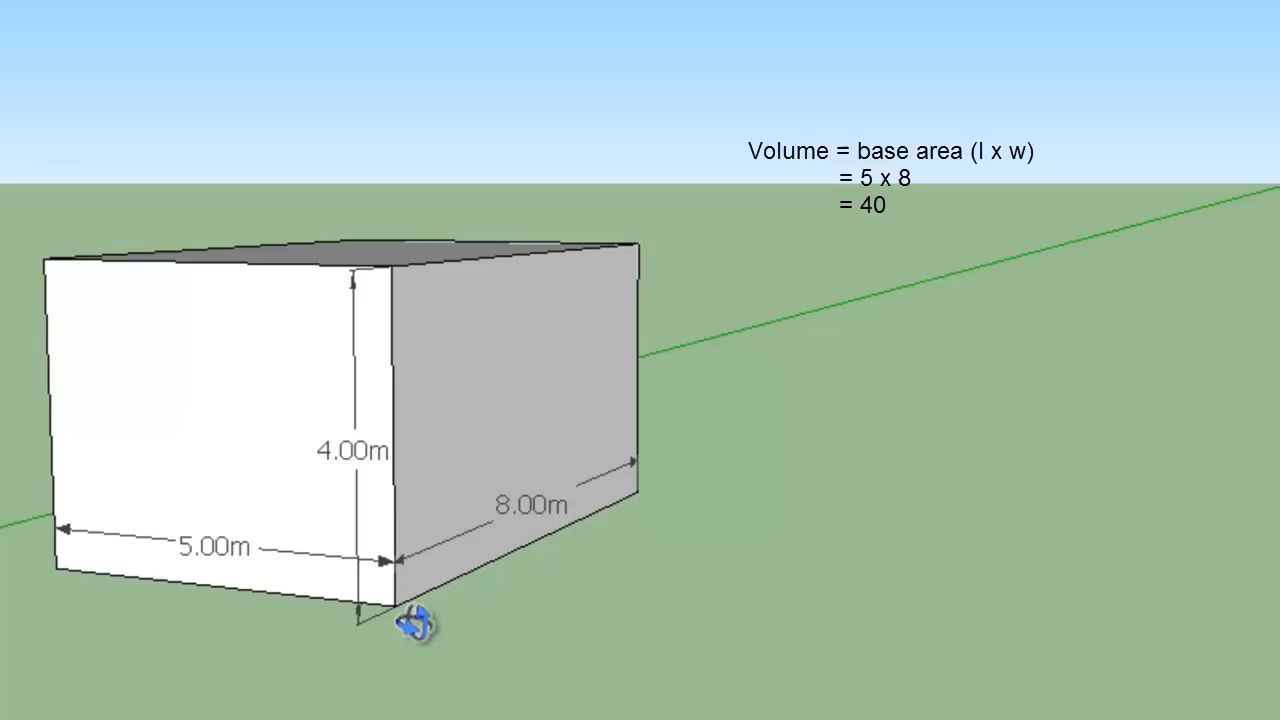 Volume = base area (l x w)
= 5 x 8
= 40
4.00m
8.00m
5.00m